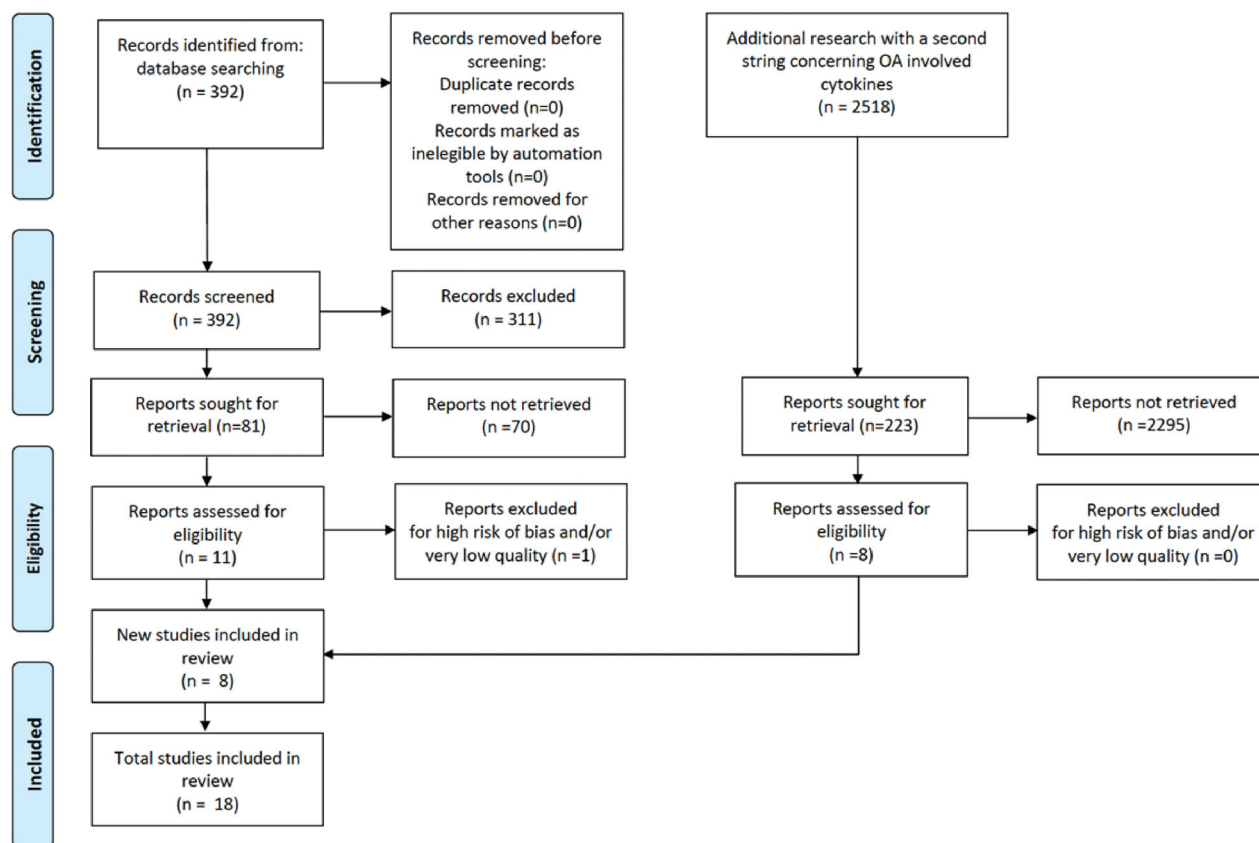 Identification
Records identified from:
database searching
(n = 392)
Records removed before
screening:
Duplicate records
removed (n=0)
Records marked as
inelegible by automation
tools (n=0)
Records removed for
other reasons (n=0)
Additional research with a second
string concerning OA involved
cytokines
(n = 2518)
Screening
Records screened
(n = 392)
Records excluded
(n = 311)
Reports sought for
retrieval (n=81)
Reports not retrieved
(n =70)
Reports sought for
retrieval (n=223)
Reports not retrieved
(n =2295)
Eligibility
Reports assessed for
eligibility
(n = 11)
Reports excluded
for high risk of bias and/or
very low quality (n =1)
Reports assessed for
eligibility
(n =8)
Reports excluded
for high risk of bias and/or
very low quality (n =0)
New studies included in
review
(n = 8)
Included
Total studies included in
review
(n = 18)